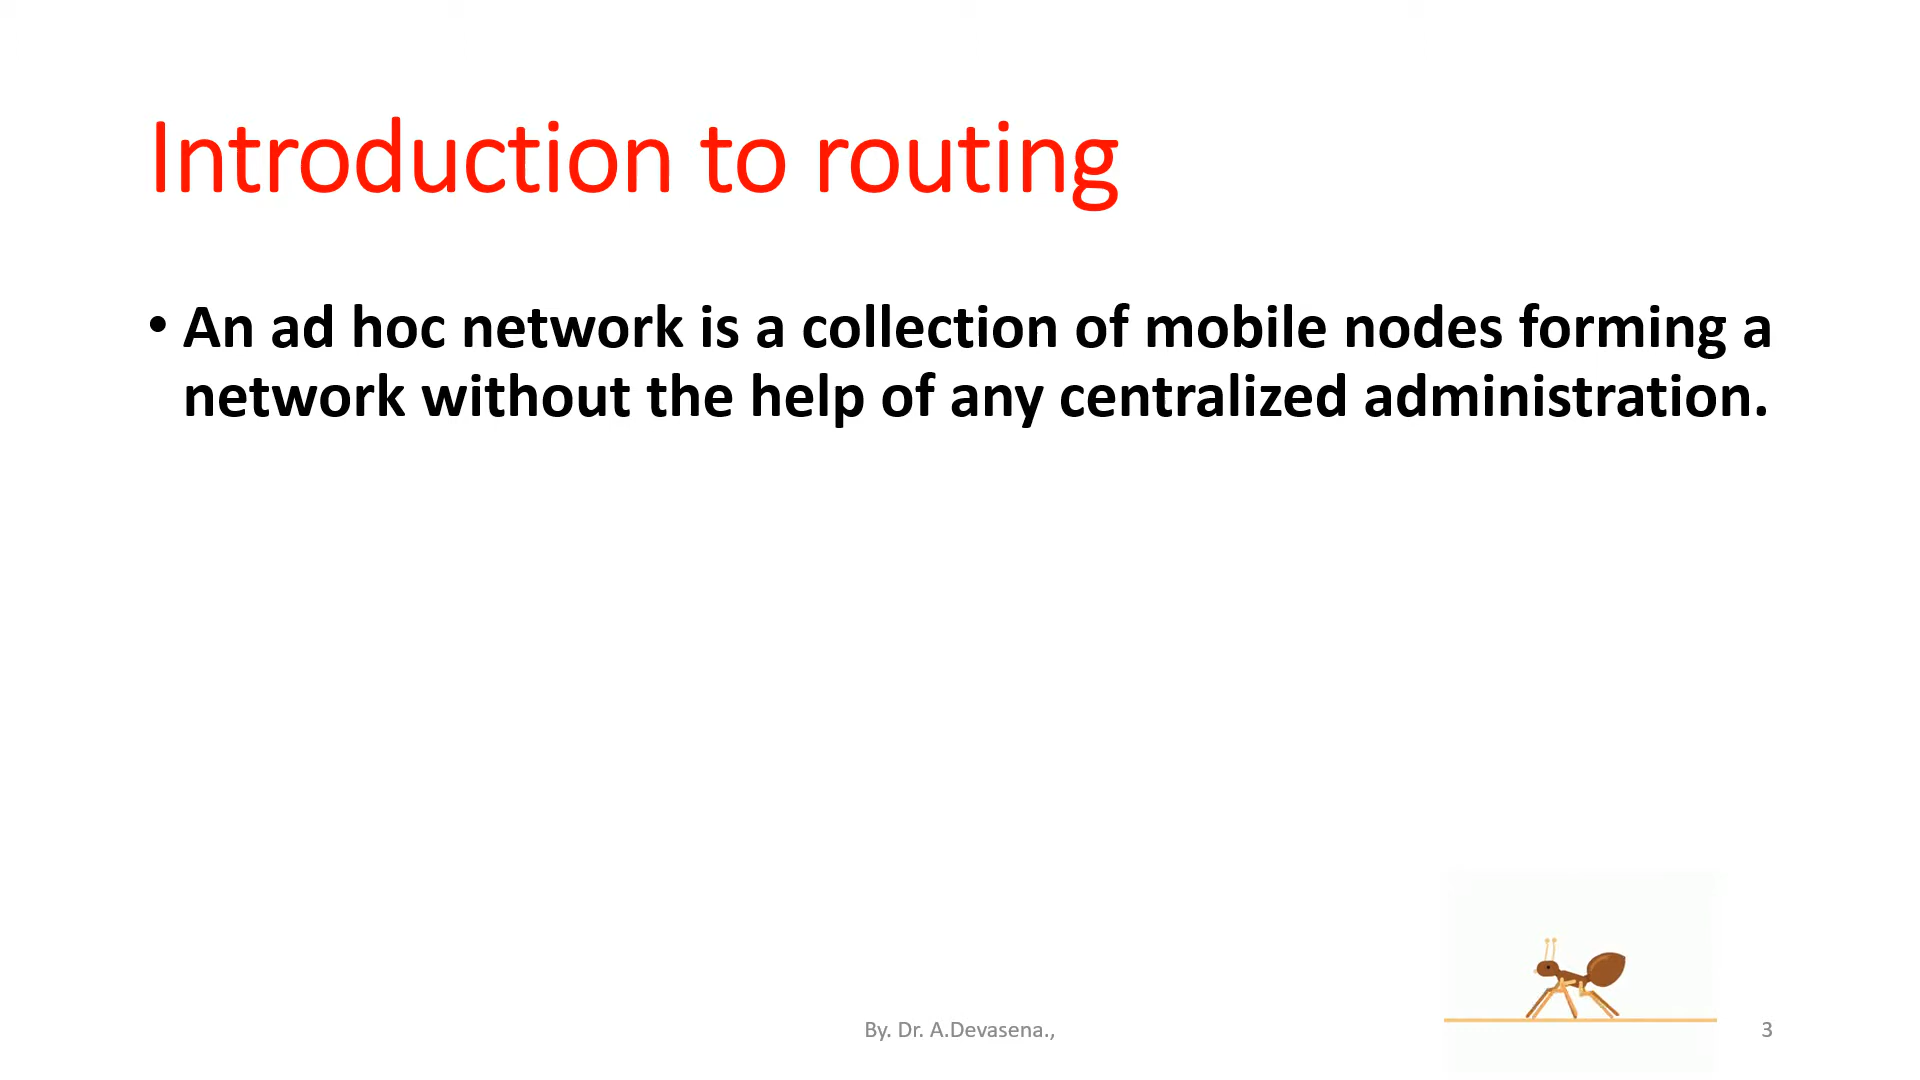 Introduction to routing
• An ad hoc network is a collection of mobile nodes forming a
network without the help of any centralized administration.
By. Dr. A.Devasena.,
3